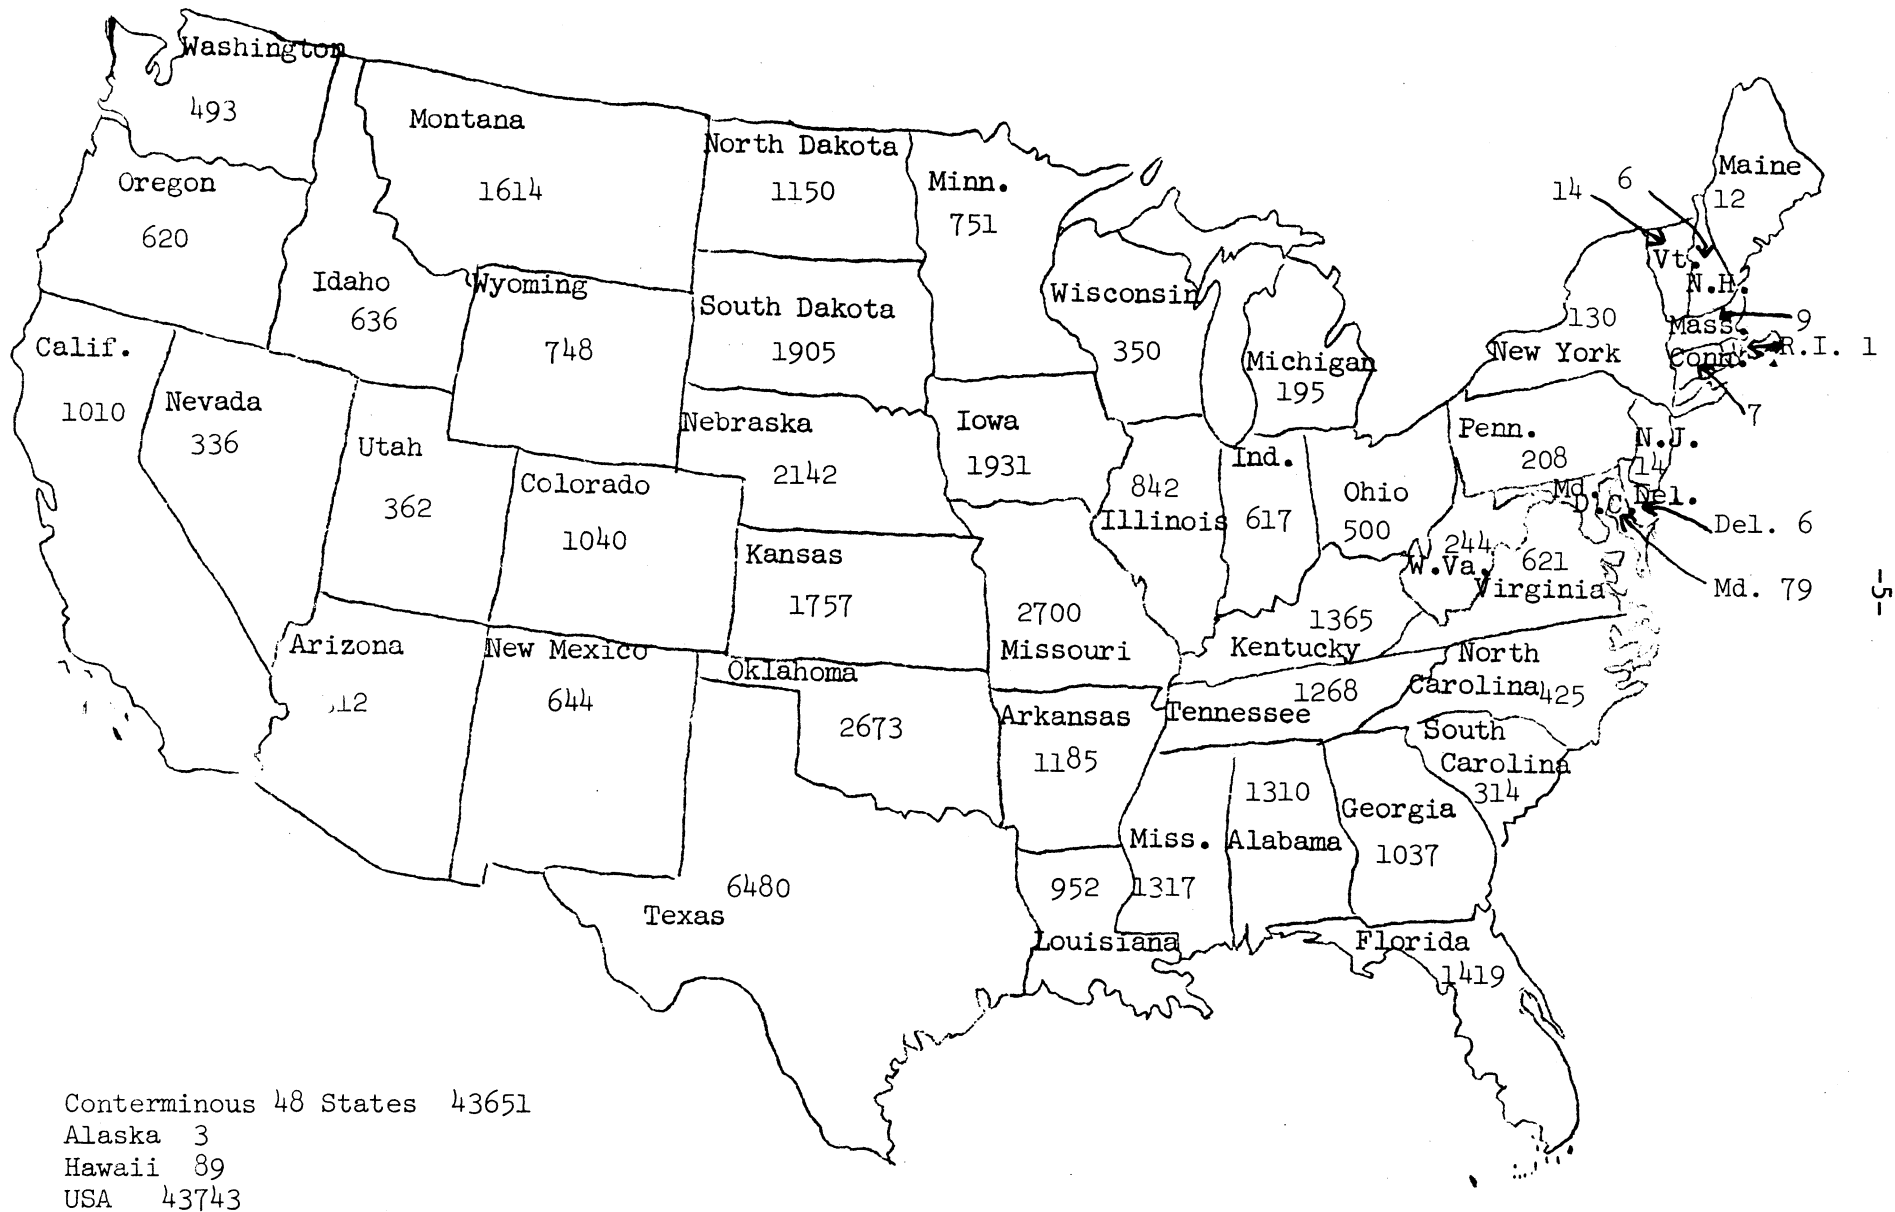 Washington
493
Montana
1614
North Dakota
1150
Minn.
751
Oregon
620
Idaho
636
Wyoming
748
South Dakota
1905
Wisconsin
350
Michigan
195
Calif.
1010
Nevada
336
Utah
362
Colorado
1040
Nebraska
2142
Iowa
1931
Kansas
1757
842
Illinois
Ind.
617
Ohio
500
2700
Missouri
1365
Kentucky
244
W.Va.
621
Virginia
Penn.
208
130
New York
14
6
Maine
12
Vt.
N.H.
Mass.
9
Conn.
R.I. 1
7
N.J.
14
Md.
D.C.
Del.
Del. 6
Md. 79
-5-
Arizona
12
New Mexico
644
Oklahoma
2673
Arkansas
1185
1268
Tennessee
North
Carolina 425
South
Carolina
314
6480
Texas
952
Louisiana
Miss.
1317
1310
Alabama
Georgia
1037
Florida
1419
Conterminous 48 States 43651
Alaska 3
Hawaii 89
USA 43743